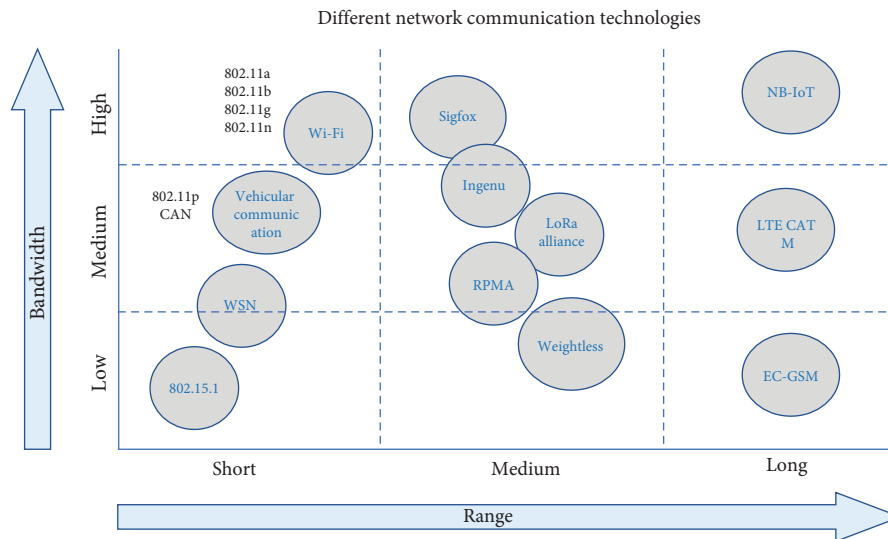 Different network communication technologies
802.11a
802.11b
802.11g
802.11n
Wi-Fi
Sigfox
NB-IoT
High
Ingenu
802.11p
CAN
Vehicular
communic
ation
LoRa
alliance
LTE CAT
M
Medium
Bandwidth
WSN
RPMA
Weightless
Low
802.15.1
EC-GSM
Short
Medium
Long
Range